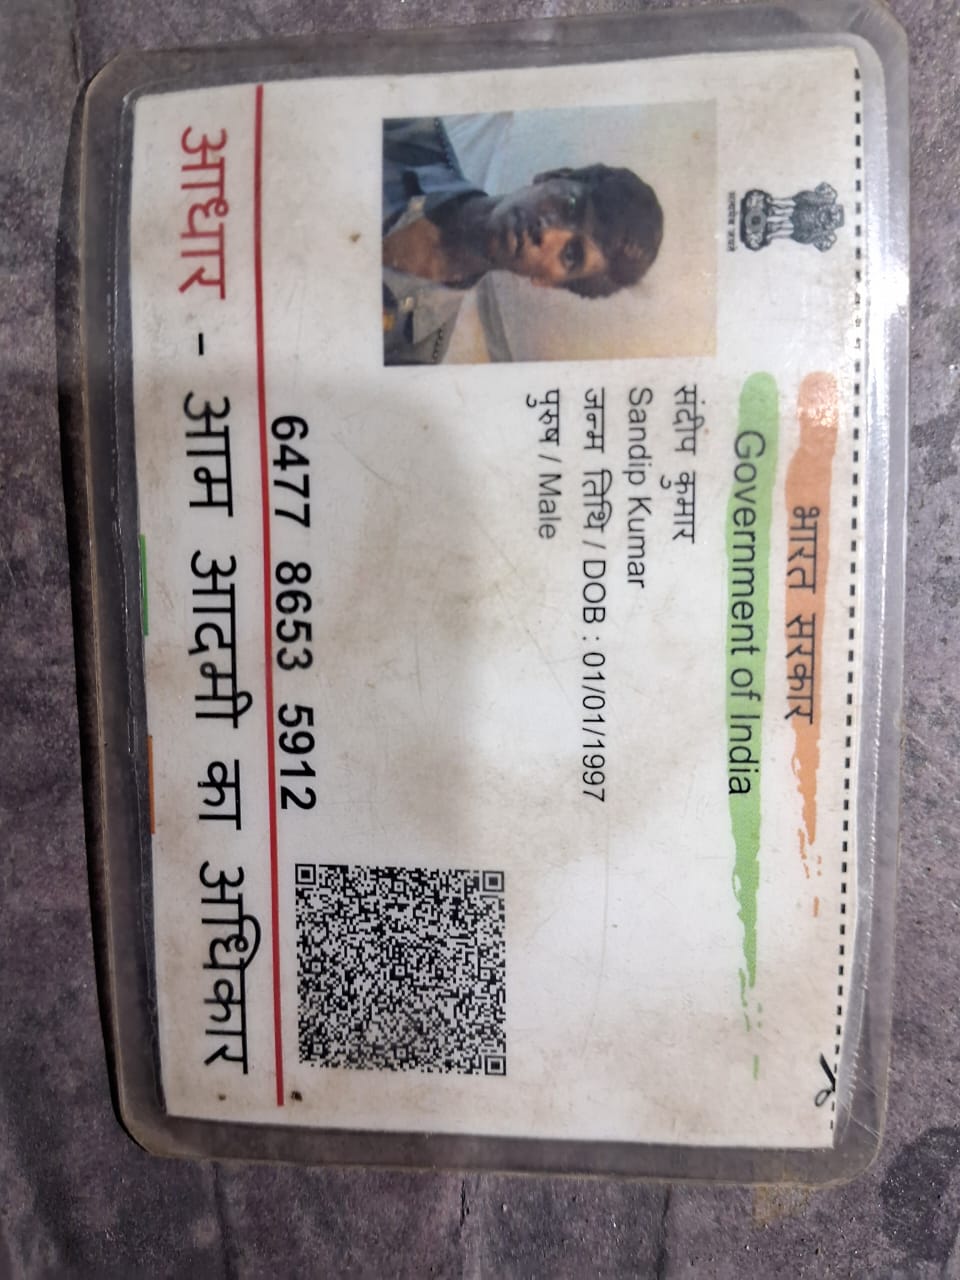 भारत सरकार
Government of India
संदीप कुमार
Sandip Kumar
जन्म तिथि / DOB : 01/01/1997
पुरुष / Male
6477 8653 5912
आधार - आम आदमी का अधिकार